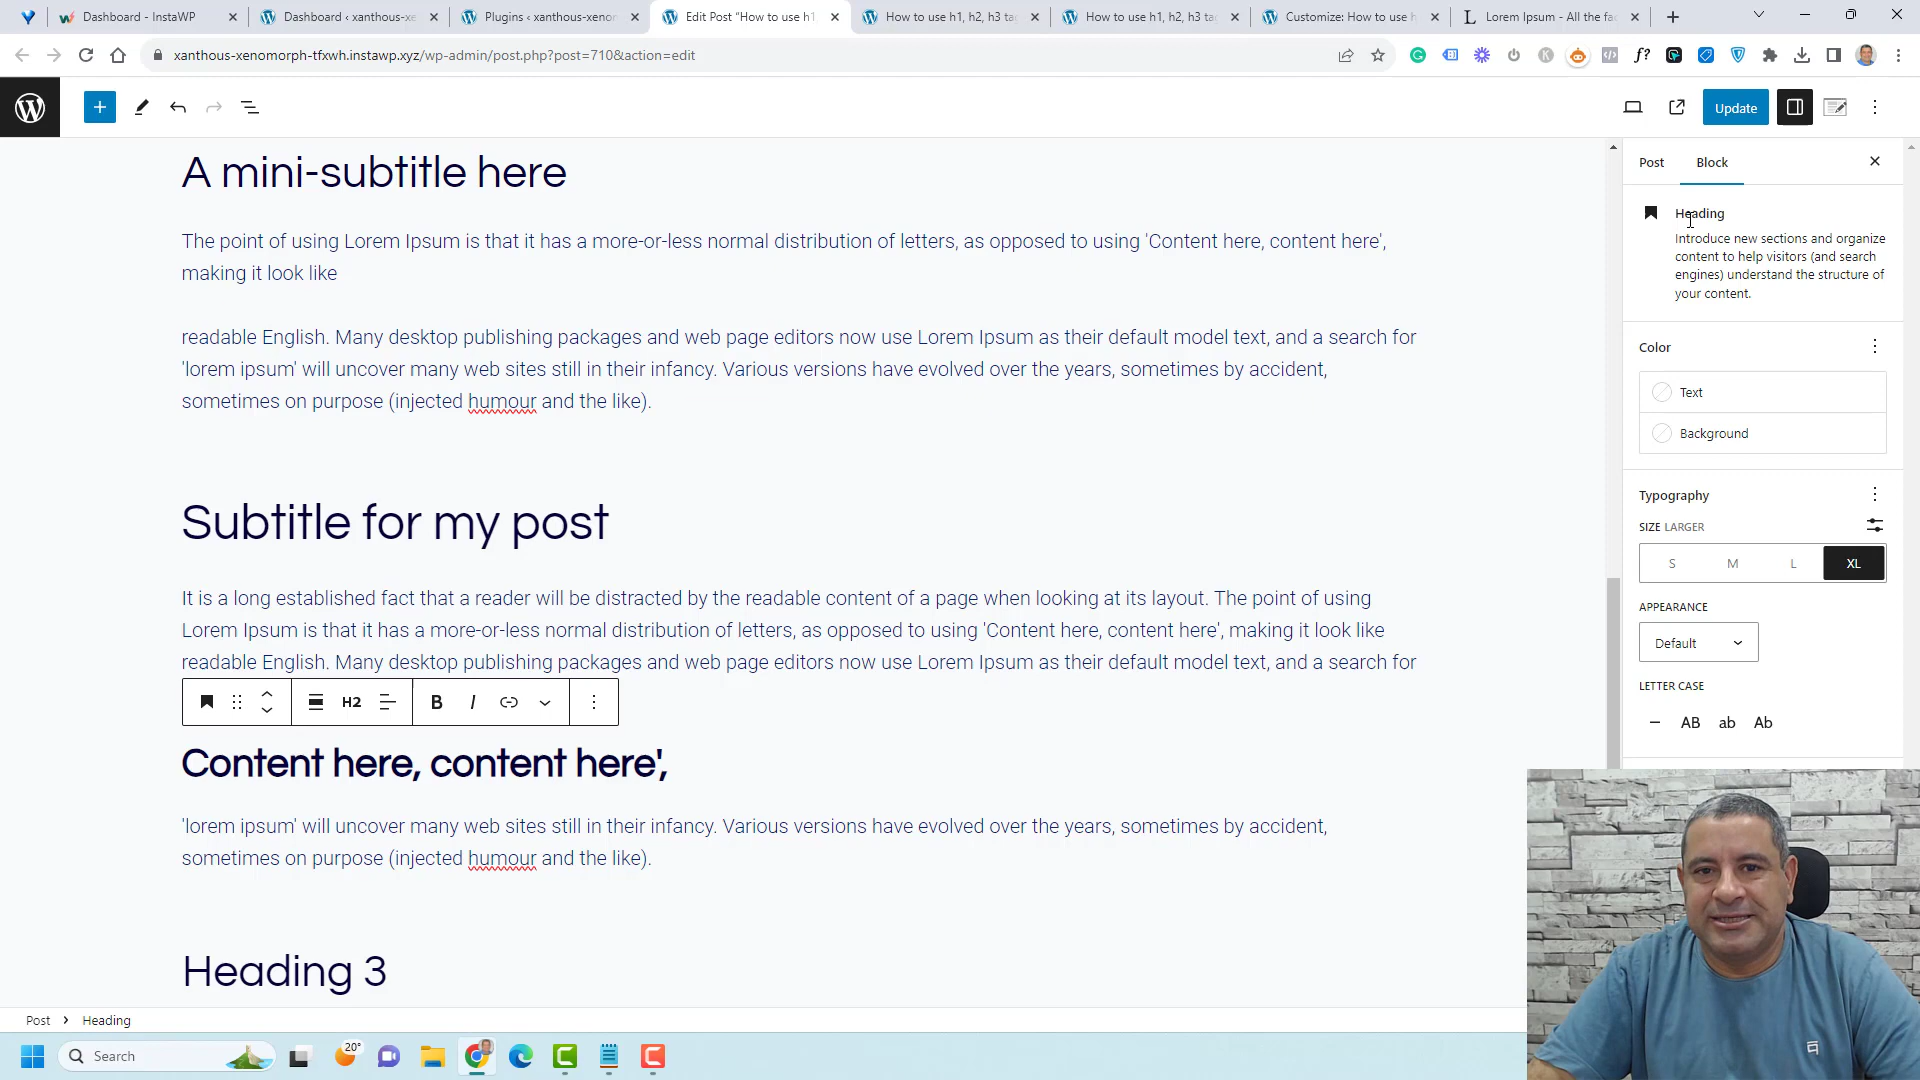 Dashboard - InstaWP
Dashboard ‹ xanthous-xe
Plugins ‹ xanthous-xenon
Edit Post "How to use h1
How to use h1, h2, h3 ta
How to use h1, h2, h3 ta
Customize: How to use h
Lorem Ipsum - All the fac
xanthous-xenomorph-tfxwh.instawp.xyz/wp-admin/post.php?post=710&action=edit
Update
A mini-subtitle here
The point of using Lorem Ipsum is that it has a more-or-less normal distribution of letters, as opposed to using 'Content here, content here',
making it look like
readable English. Many desktop publishing packages and web page editors now use Lorem Ipsum as their default model text, and a search for
'lorem ipsum' will uncover many web sites still in their infancy. Various versions have evolved over the years, sometimes by accident,
sometimes on purpose (injected humour and the like).
Subtitle for my post
It is a long established fact that a reader will be distracted by the readable content of a page when looking at its layout. The point of using
Lorem Ipsum is that it has a more-or-less normal distribution of letters, as opposed to using 'Content here, content here', making it look like
readable English. Many desktop publishing packages and web page editors now use Lorem Ipsum as their default model text, and a search for
H2 B I
Content here, content here',
'lorem ipsum' will uncover many web sites still in their infancy. Various versions have evolved over the years, sometimes by accident,
sometimes on purpose (injected humour and the like).
Heading 3
Post Block
Heading
Introduce new sections and organize
content to help visitors (and search
engines) understand the structure of
your content.
Color
Text
Background
Typography
SIZE LARGER
S M L XL
APPEARANCE
Default
LETTER CASE
– AB ab Ab
Post › Heading
Search
20°